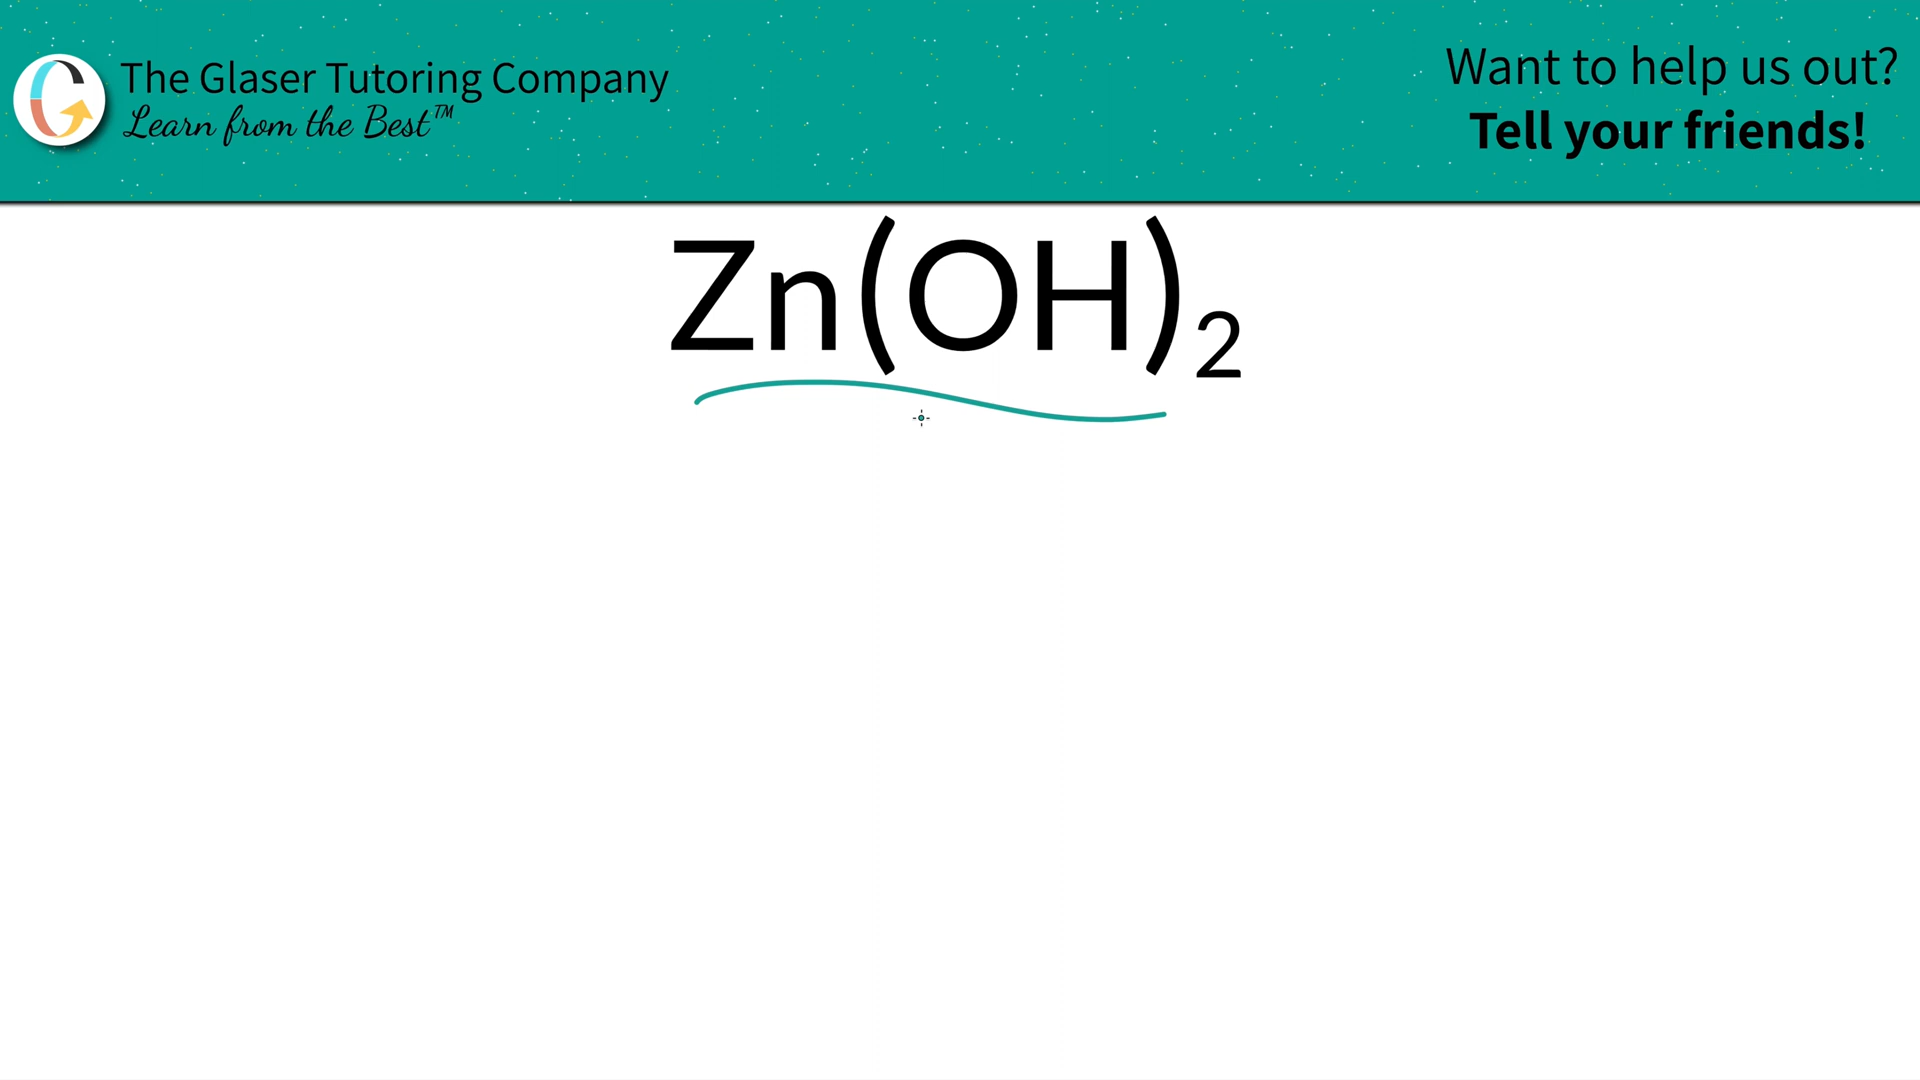 The Glaser Tutoring Company
Learn from the Best™
Want to help us out?
Tell your friends!
Zn(OH)₂